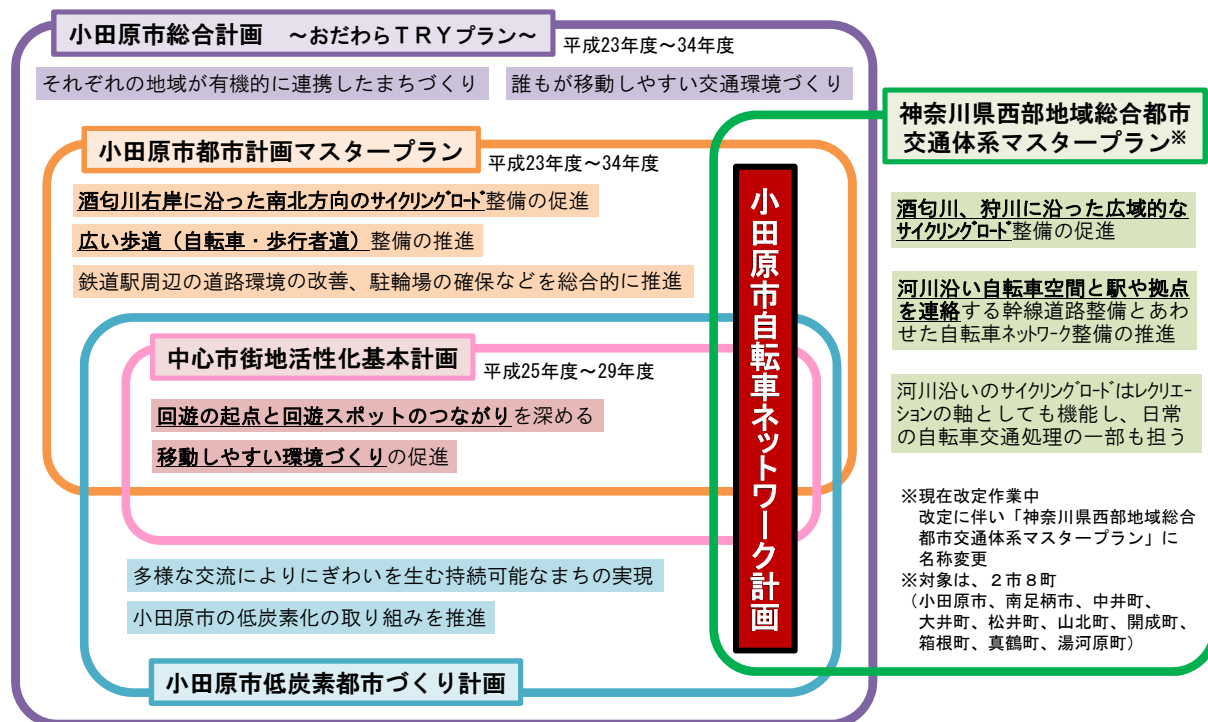 小田原市総合計画　～おだわらＴＲＹプラン～
平成23年度～34年度
それぞれの地域が有機的に連携したまちづくり
誰もが移動しやすい交通環境づくり
小田原市都市計画マスタープラン
平成23年度～34年度
酒匂川右岸に沿った南北方向のｻｲｸﾘﾝｸﾞﾛｰﾄﾞ整備の促進
広い歩道（自転車・歩行者道）整備の推進
鉄道駅周辺の道路環境の改善、駐輪場の確保などを総合的に推進
中心市街地活性化基本計画
平成25年度～29年度
回遊の起点と回遊スポットのつながりを深める
移動しやすい環境づくりの促進
多様な交流によりにぎわいを生む持続可能なまちの実現
小田原市の低炭素化の取り組みを推進
小田原市低炭素都市づくり計画
小田原市自転車ネットワーク計画
神奈川県西部地域総合都市
交通体系マスタープラン※
酒匂川、狩川に沿った広域的な
ｻｲｸﾘﾝｸﾞﾛｰﾄﾞ整備の促進
河川沿い自転車空間と駅や拠点
を連絡する幹線道路整備とあわ
せた自転車ﾈｯﾄﾜｰｸ整備の推進
河川沿いのｻｲｸﾘﾝｸﾞﾛｰﾄﾞはﾚｸﾘｴｰ
ｼｮﾝの軸としても機能し、日常
の自転車交通処理の一部も担う
※現在改定作業中
改定に伴い「神奈川県西部地域総合
都市交通体系マスタープラン」に
名称変更
※対象は、２市８町
（小田原市、南足柄市、中井町、
大井町、松井町、山北町、開成町、
箱根町、真鶴町、湯河原町）